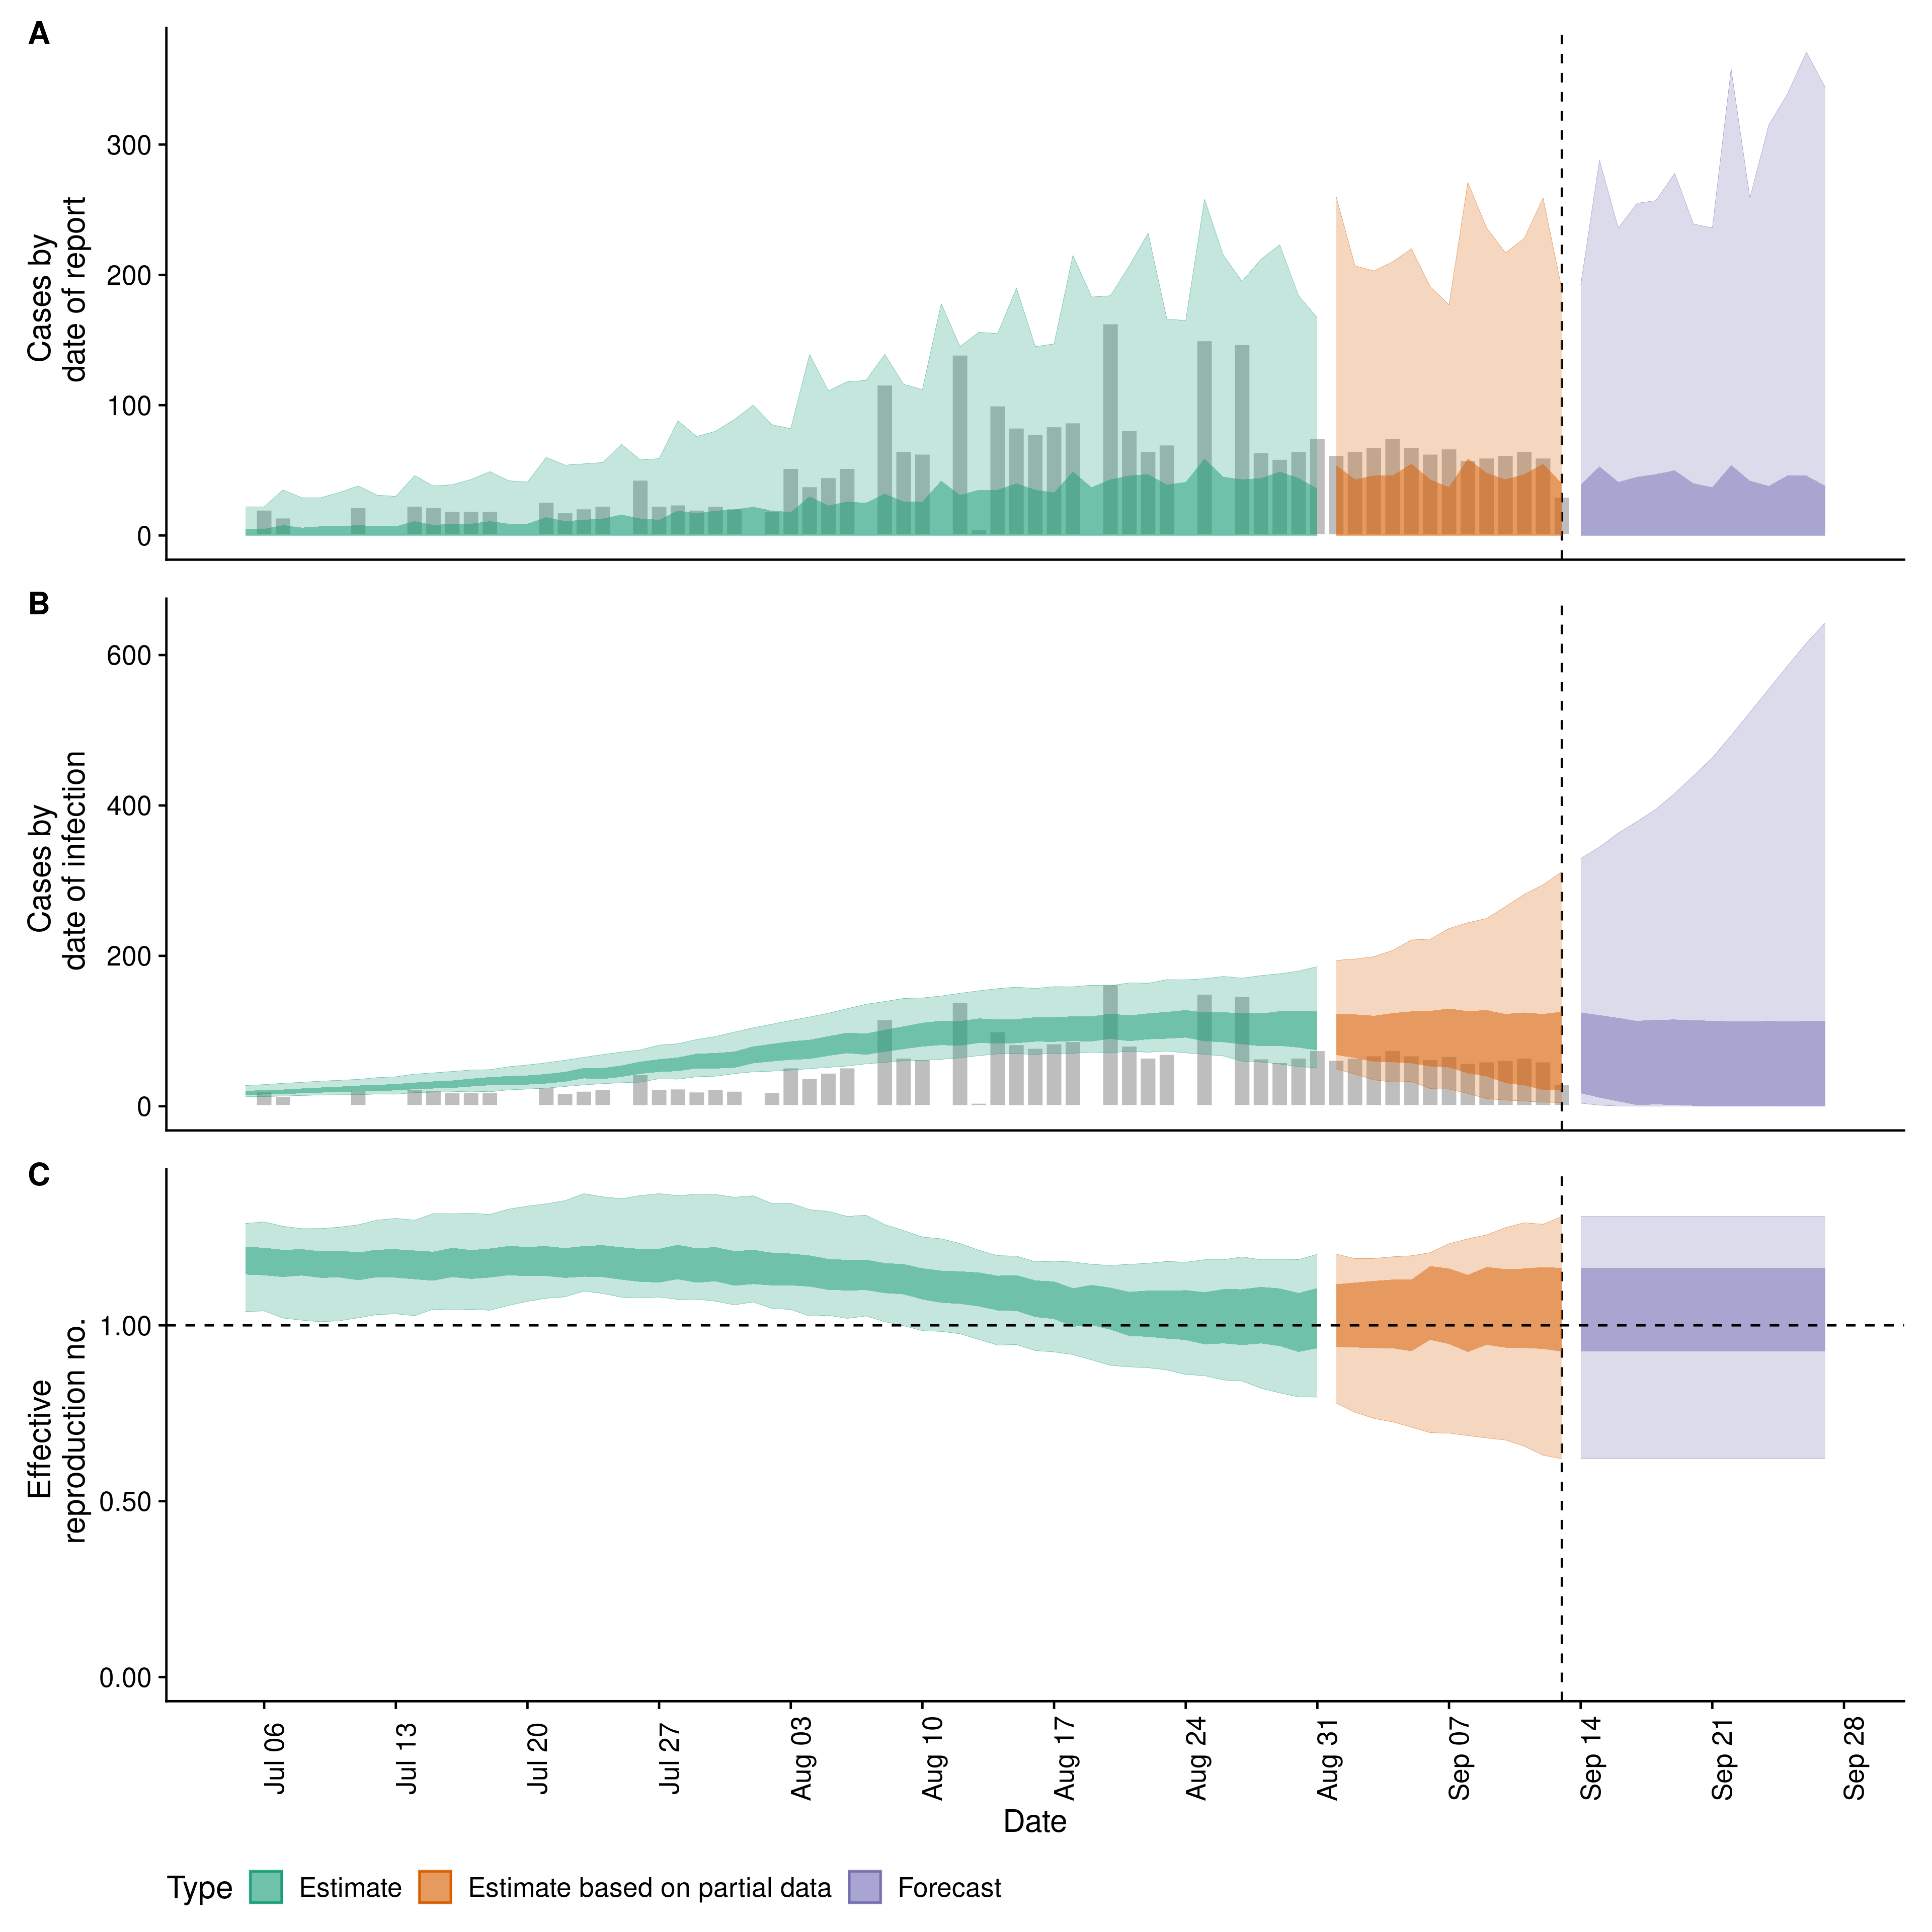 A
Cases by
date of report
300
200
100
0
B
Cases by
date of infection
600
400
200
0
C
Effective
reproduction no.
1.00
0.50
0.00
Jul 06
Jul 13
Jul 20
Jul 27
Aug 03
Aug 10
Aug 17
Aug 24
Aug 31
Sep 07
Sep 14
Sep 21
Sep 28
Date
Type Estimate Estimate based on partial data Forecast